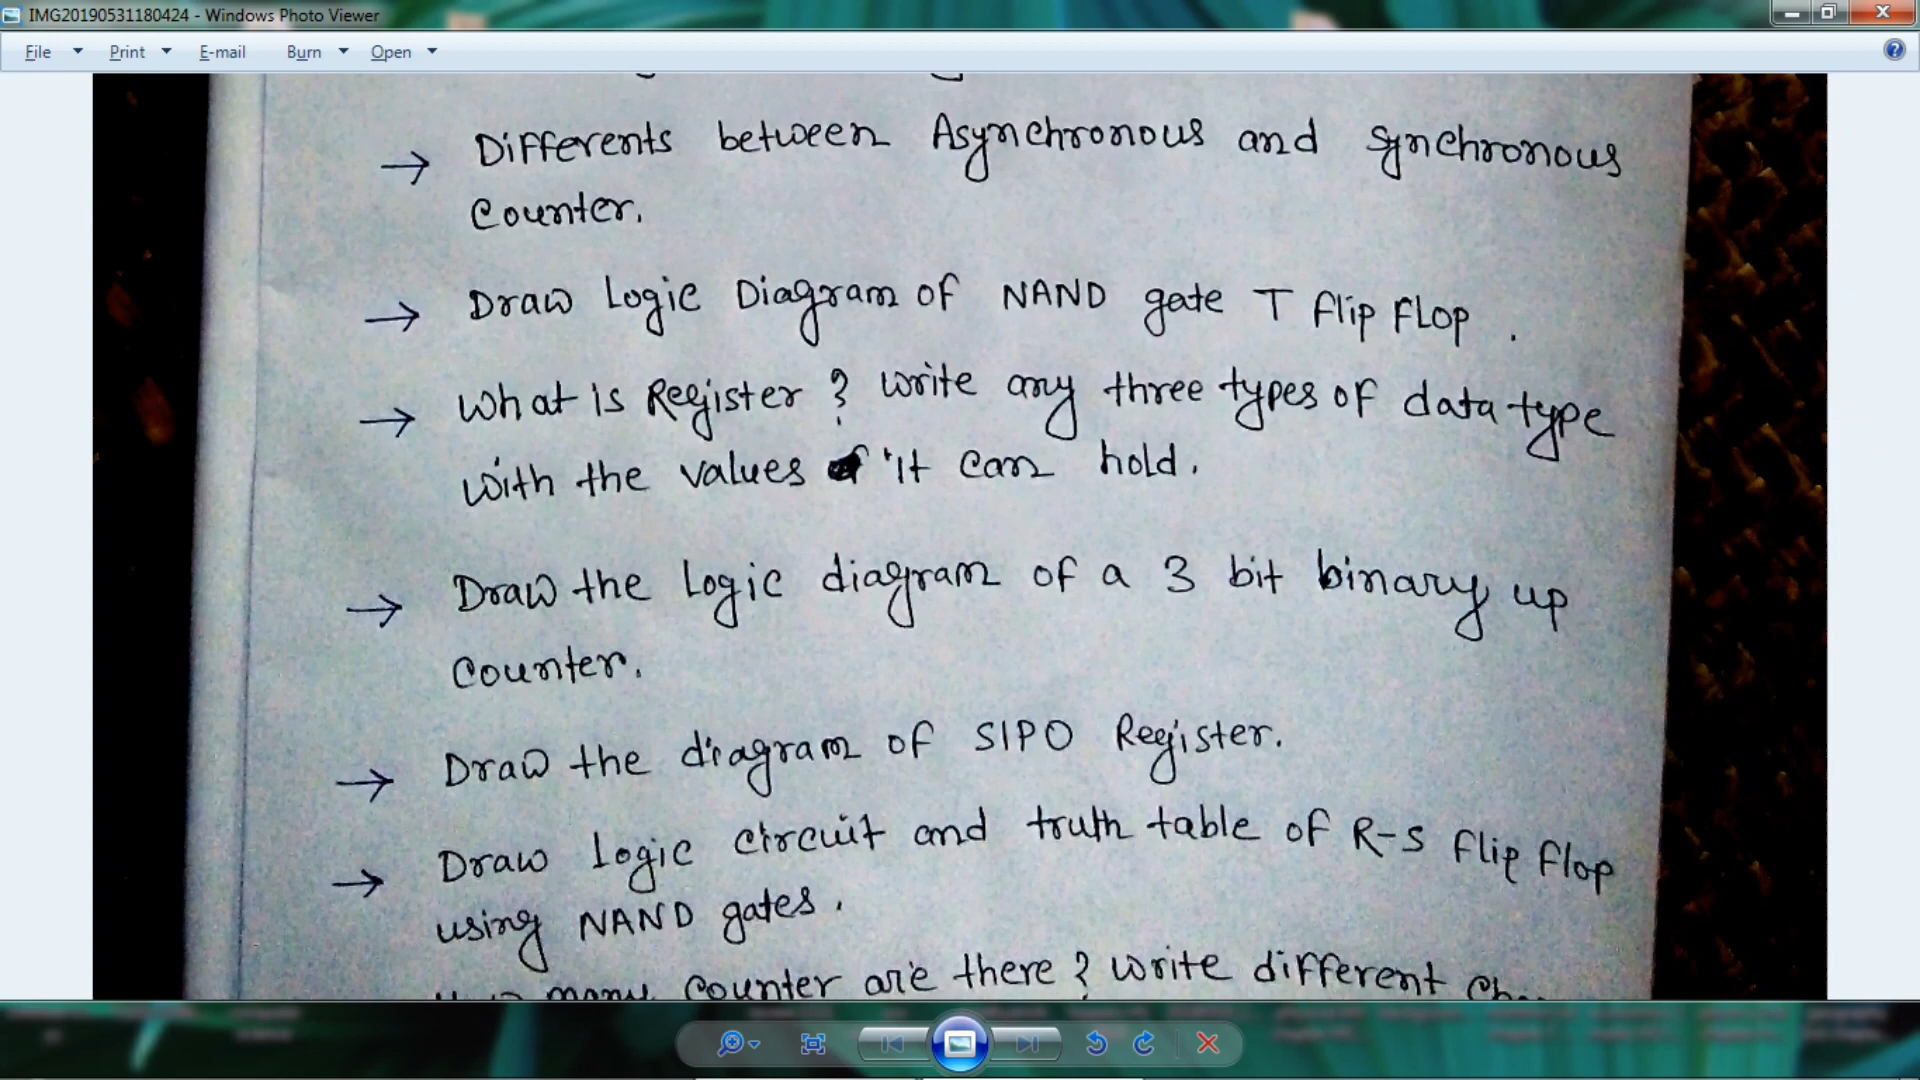 IMG20190531180424 - Windows Photo Viewer
File Print E-mail Burn Open
→ Differents between Asynchronous and synchronous
Counter.
→ Draw Logic Diagram of NAND gate T flip flop.
→ What is Register? Write any three types of data type
with the values it can hold.
→ Draw the Logic diagram of a 3 bit binary up
Counter.
→ Draw the diagram of SIPO Register.
→ Draw logic circuit and truth table of R-S flip flop
using NAND gates.
many counter are there? Write different